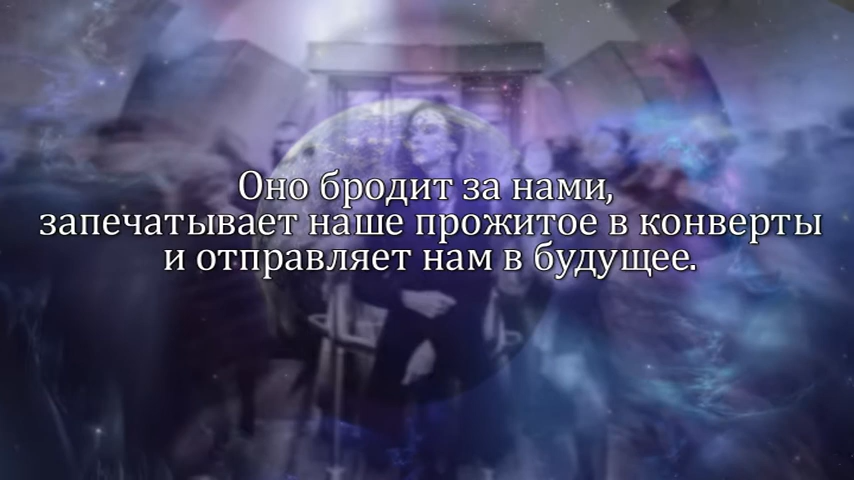 Оно бродит за нами,
запечатывает наше прожитое в конверты
и отправляет нам в будущее.